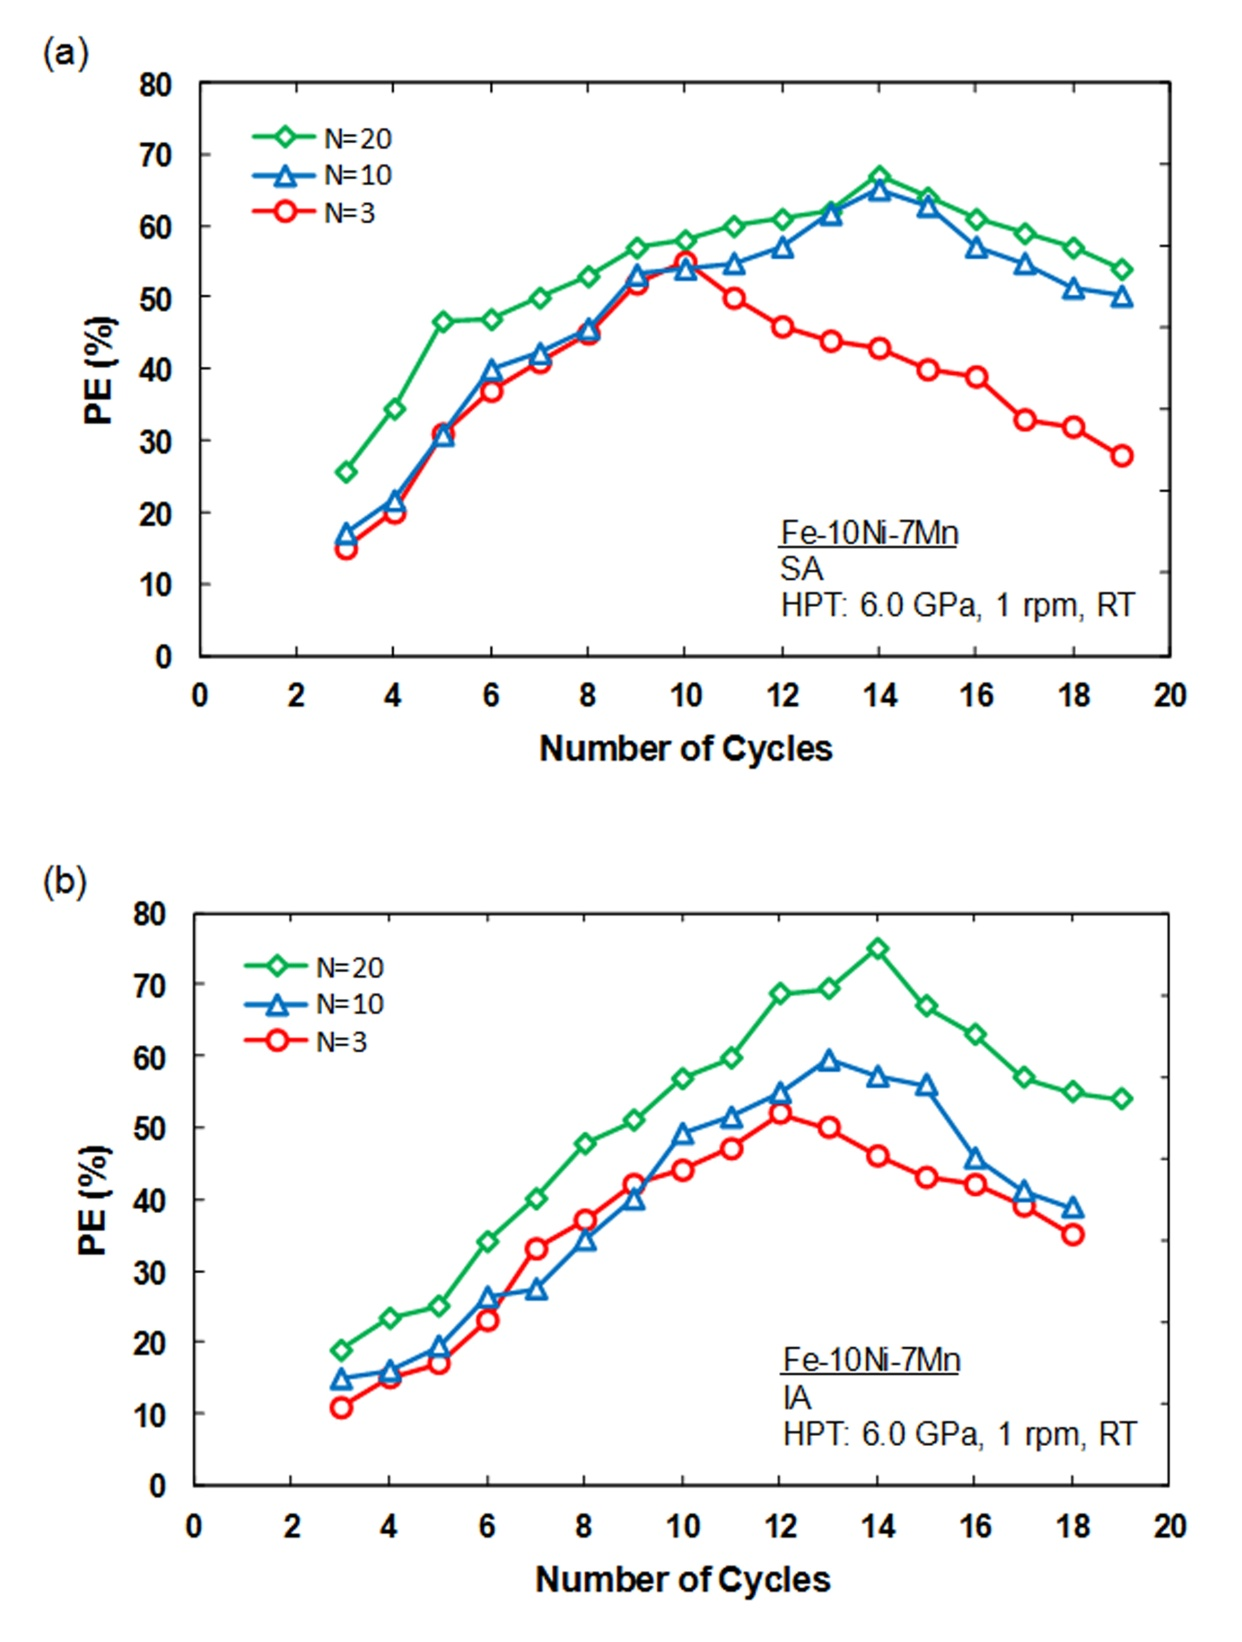 (a)
80
70
60
50
40
30
20
10
0
PE (%)
N=20
N=10
N=3
Fe-10Ni-7Mn
SA
HPT: 6.0 GPa, 1 rpm, RT
0 2 4 6 8 10 12 14 16 18 20
Number of Cycles
(b)
80
70
60
50
40
30
20
10
0
PE (%)
N=20
N=10
N=3
Fe-10Ni-7Mn
IA
HPT: 6.0 GPa, 1 rpm, RT
0 2 4 6 8 10 12 14 16 18 20
Number of Cycles